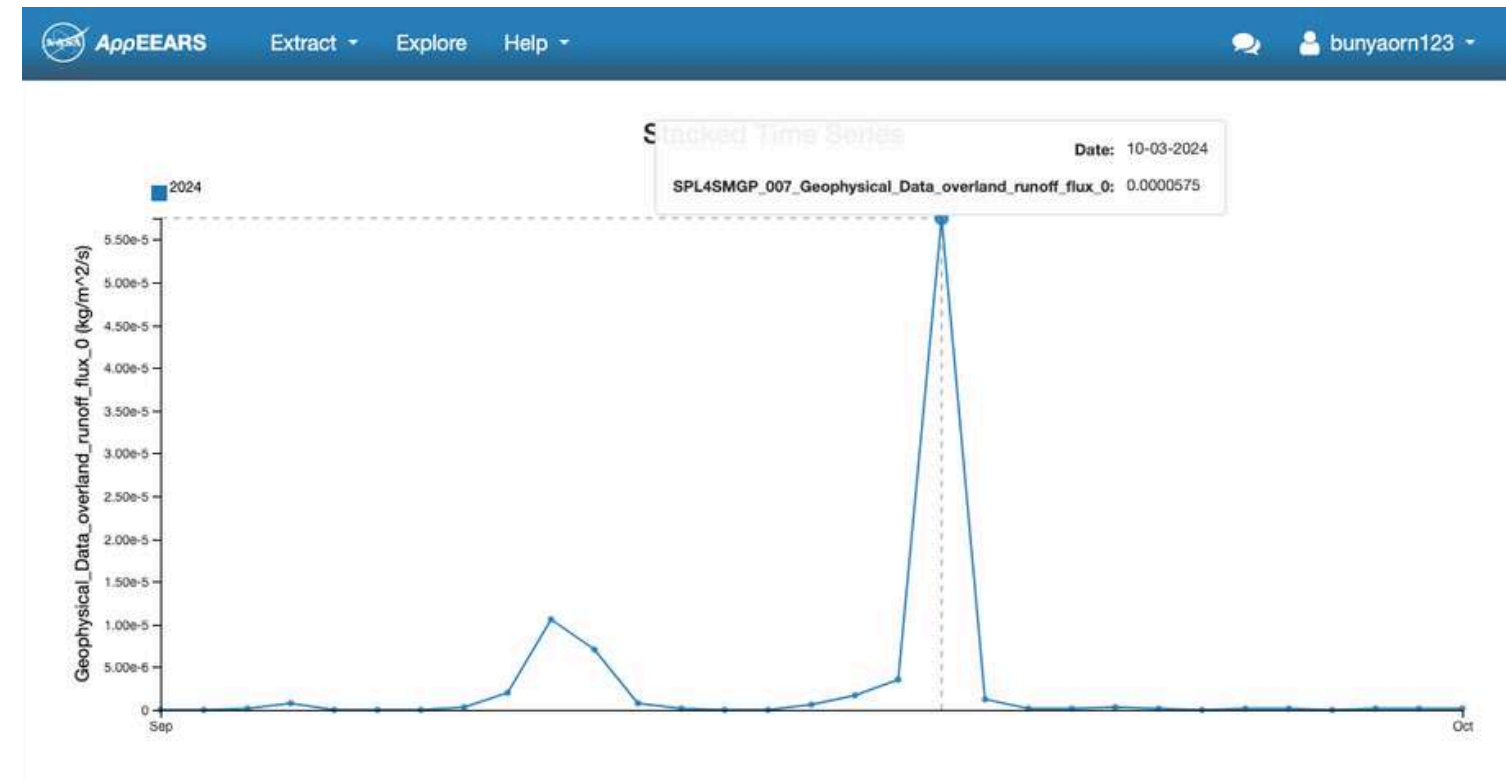 NASA AppEEARS Extract Explore Help bunyaorn123
Stacked Time Series
Date: 10-03-2024
SPL4SMGP_007_Geophysical_Data_overland_runoff_flux_0: 0.0000575
2024
Geophysical_Data_overland_runoff_flux_0 (kg/m^2/s)
5.50e-5
5.00e-5
4.50e-5
4.00e-5
3.50e-5
3.00e-5
2.50e-5
2.00e-5
1.50e-5
1.00e-5
5.00e-6
0
Sep Oct